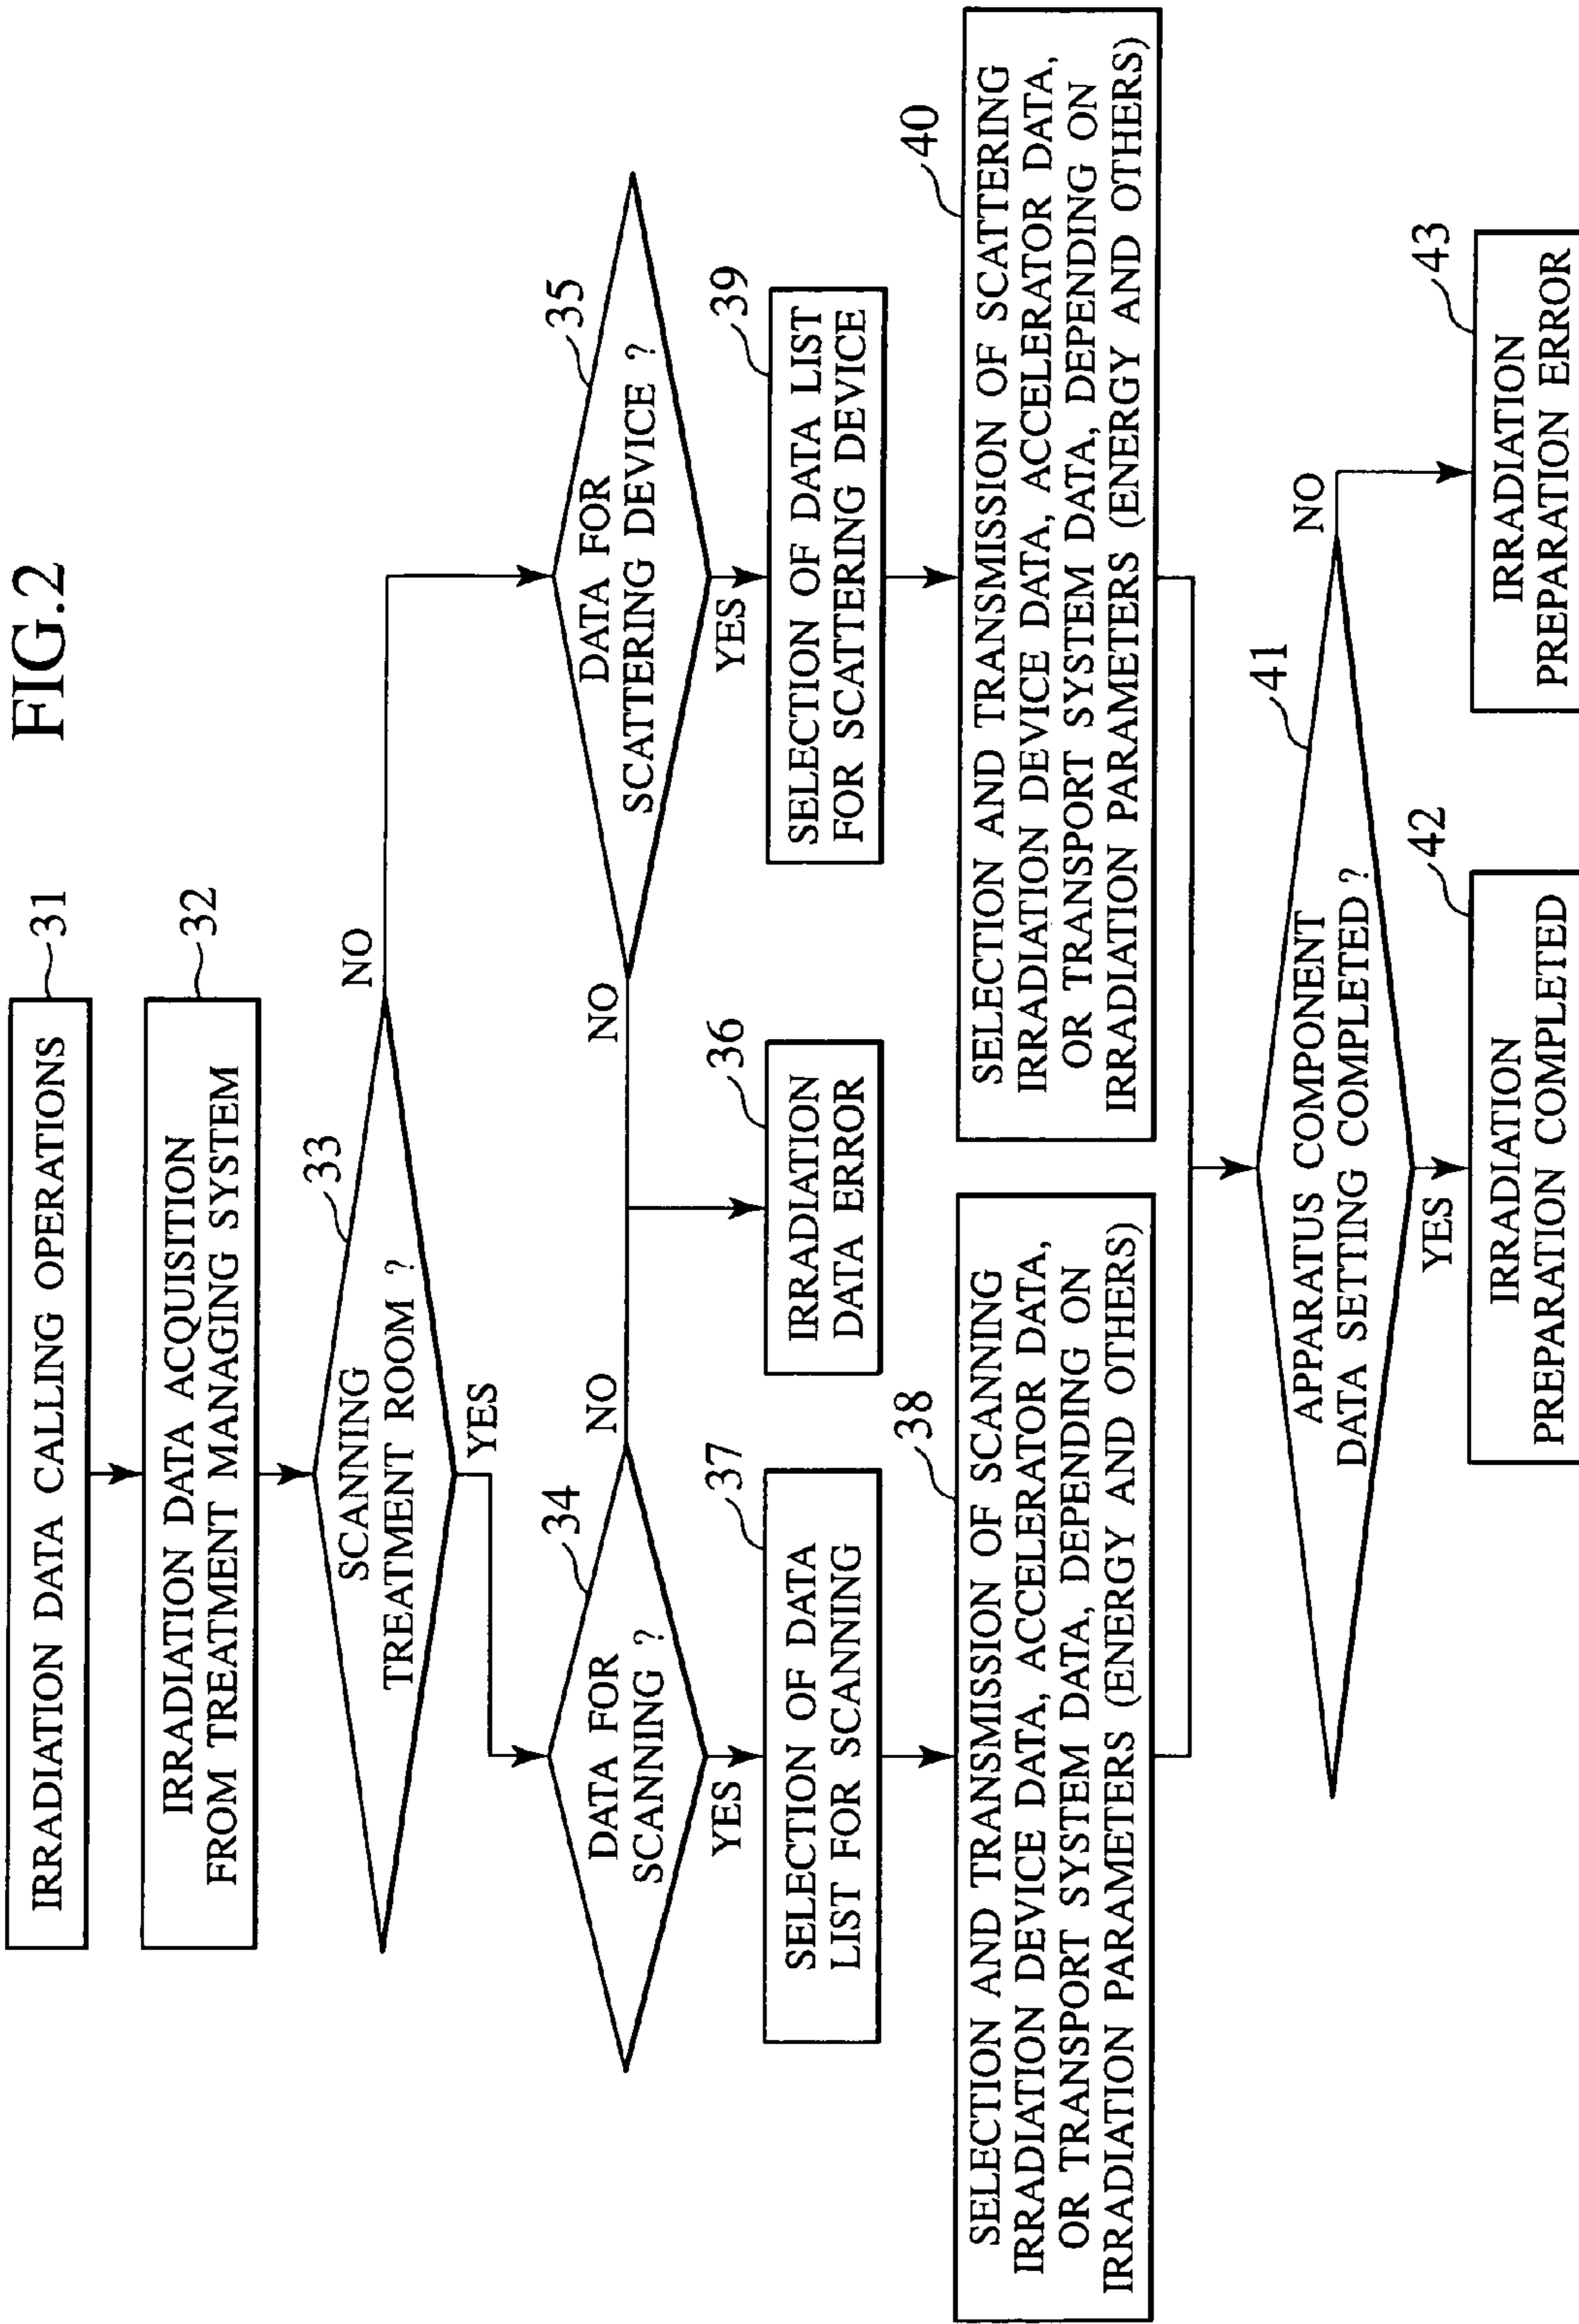 FIG.2
IRRADIATION DATA CALLING OPERATIONS
31
IRRADIATION DATA ACQUISITION
FROM TREATMENT MANAGING SYSTEM
32
SCANNING
TREATMENT ROOM ?
33
NO
YES
DATA FOR
SCANNING ?
34
NO
YES
DATA FOR
SCATTERING DEVICE ?
35
NO
YES
IRRADIATION
DATA ERROR
36
SELECTION OF DATA
LIST FOR SCANNING
37
SELECTION OF DATA LIST
FOR SCATTERING DEVICE
39
SELECTION AND TRANSMISSION OF SCANNING
IRRADIATION DEVICE DATA, ACCELERATOR DATA,
OR TRANSPORT SYSTEM DATA, DEPENDING ON
IRRADIATION PARAMETERS (ENERGY AND OTHERS)
38
SELECTION AND TRANSMISSION OF SCATTERING
IRRADIATION DEVICE DATA, ACCELERATOR DATA,
OR TRANSPORT SYSTEM DATA, DEPENDING ON
IRRADIATION PARAMETERS (ENERGY AND OTHERS)
40
APPARATUS COMPONENT
DATA SETTING COMPLETED ?
41
NO
YES
IRRADIATION
PREPARATION COMPLETED
42
IRRADIATION
PREPARATION ERROR
43